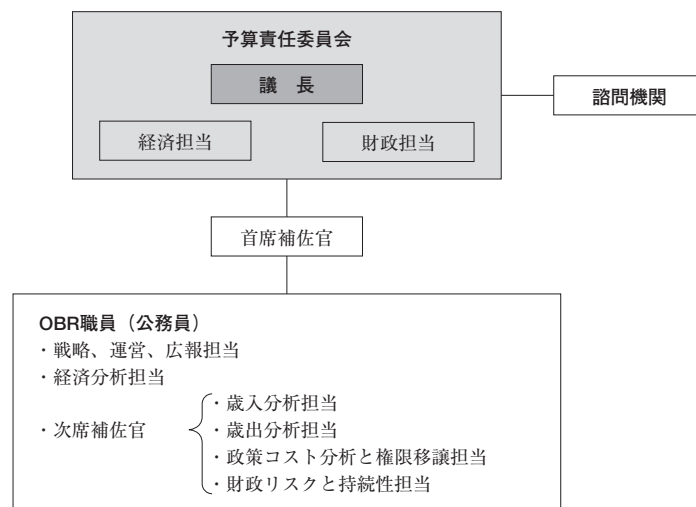 予算責任委員会
議　長
諮問機関
経済担当
財政担当
首席補佐官
OBR職員（公務員）
・戦略、運営、広報担当
・経済分析担当
・次席補佐官
・歳入分析担当
・歳出分析担当
・政策コスト分析と権限移譲担当
・財政リスクと持続性担当